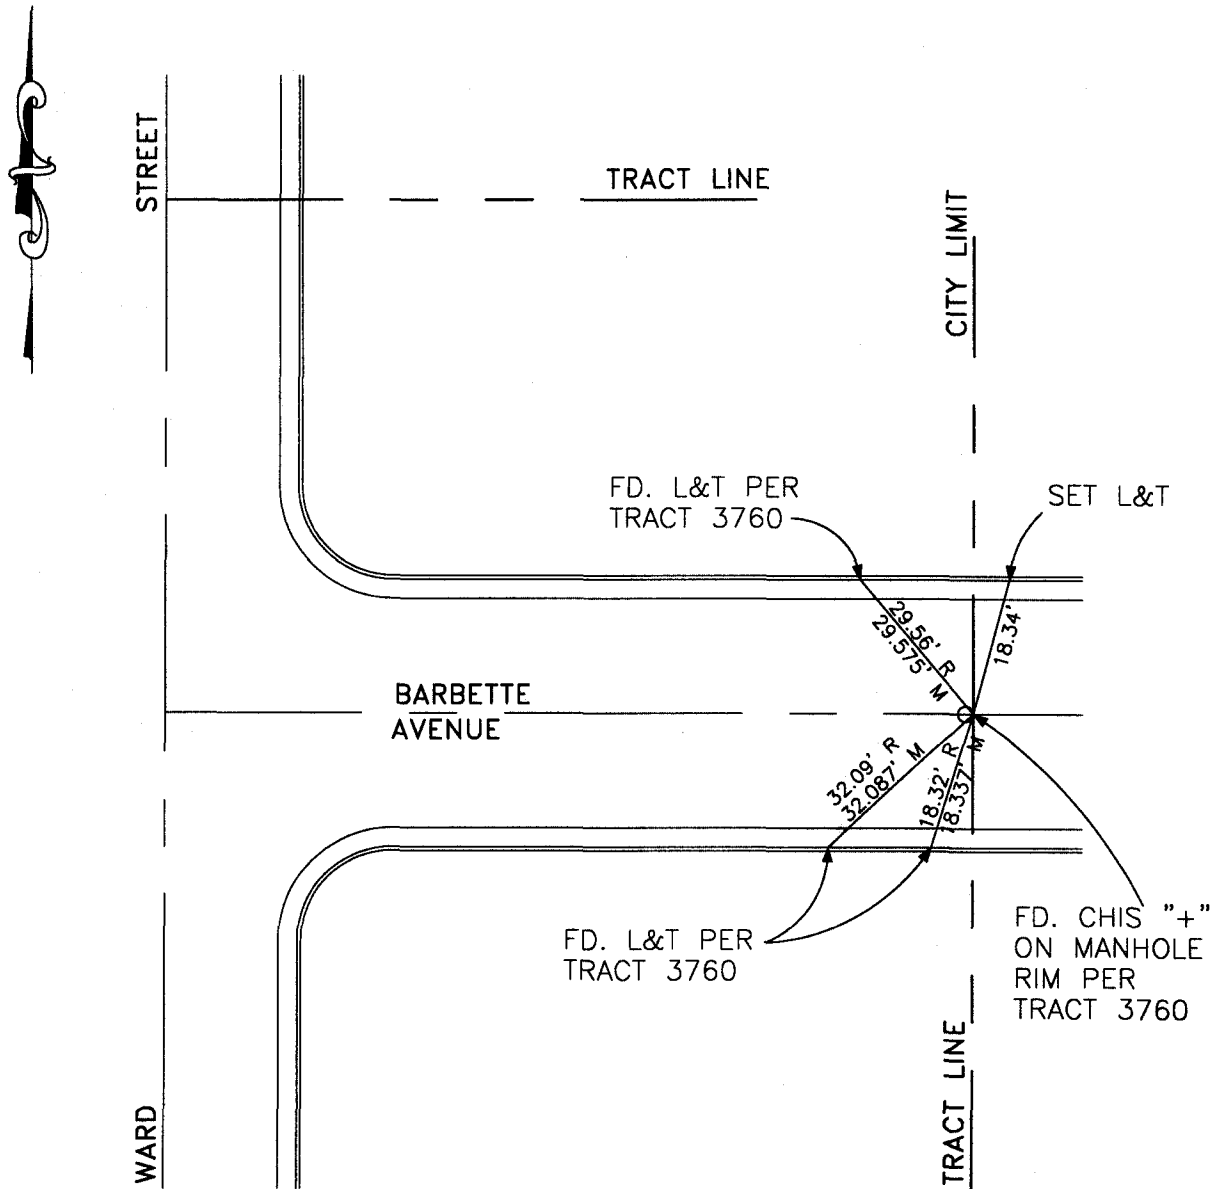 STREET
TRACT LINE
CITY LIMIT
FD. L&T PER
TRACT 3760
SET L&T
29.56' R
29.575' M
18.34'
BARBETTE
AVENUE
32.09' R
32.087' M
18.32' R
18.337' M
FD. L&T PER
TRACT 3760
FD. CHIS "+"
ON MANHOLE
RIM PER
TRACT 3760
WARD
TRACT LINE